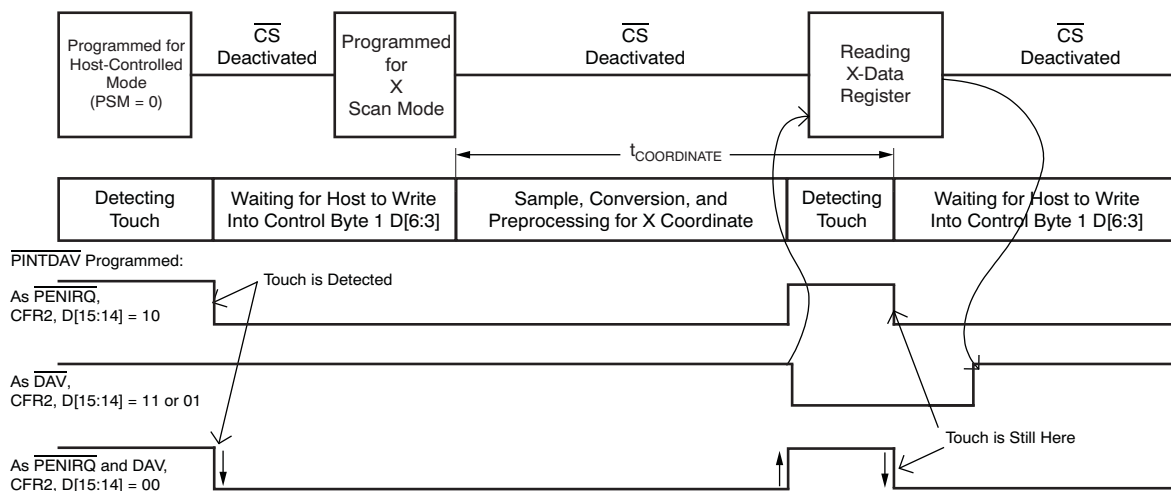 Programmed for
Host-Controlled
Mode
(PSM = 0)
CS
Deactivated
Programmed
for
X
Scan Mode
CS
Deactivated
Reading
X-Data
Register
CS
Deactivated
tCOORDINATE
Detecting
Touch
Waiting for Host to Write
Into Control Byte 1 D[6:3]
Sample, Conversion, and
Preprocessing for X Coordinate
Detecting
Touch
Waiting for Host to Write
Into Control Byte 1 D[6:3]
PINTDAV Programmed:
Touch is Detected
As PENIRQ,
CFR2, D[15:14] = 10
As DAV,
CFR2, D[15:14] = 11 or 01
Touch is Still Here
As PENIRQ and DAV,
CFR2, D[15:14] = 00